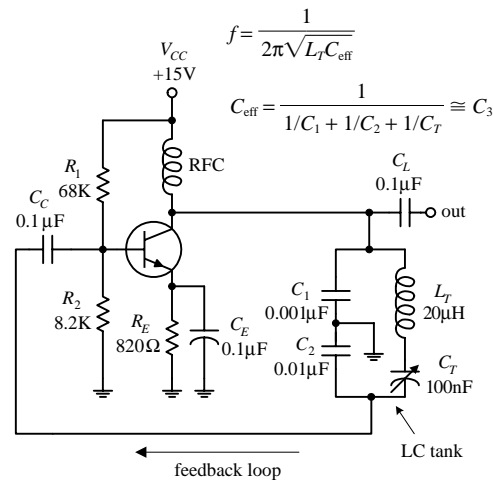 f = 1 / 2π√L_T C_eff
V_CC
+15V
C_eff = 1 / 1/C_1 + 1/C_2 + 1/C_T ≅ C_3
RFC
R_1
68K
C_L
0.1μF
out
C_C
0.1μF
R_2
8.2K
R_E
820Ω
C_E
0.1μF
C_1
0.001μF
C_2
0.01μF
L_T
20μH
C_T
100nF
LC tank
feedback loop